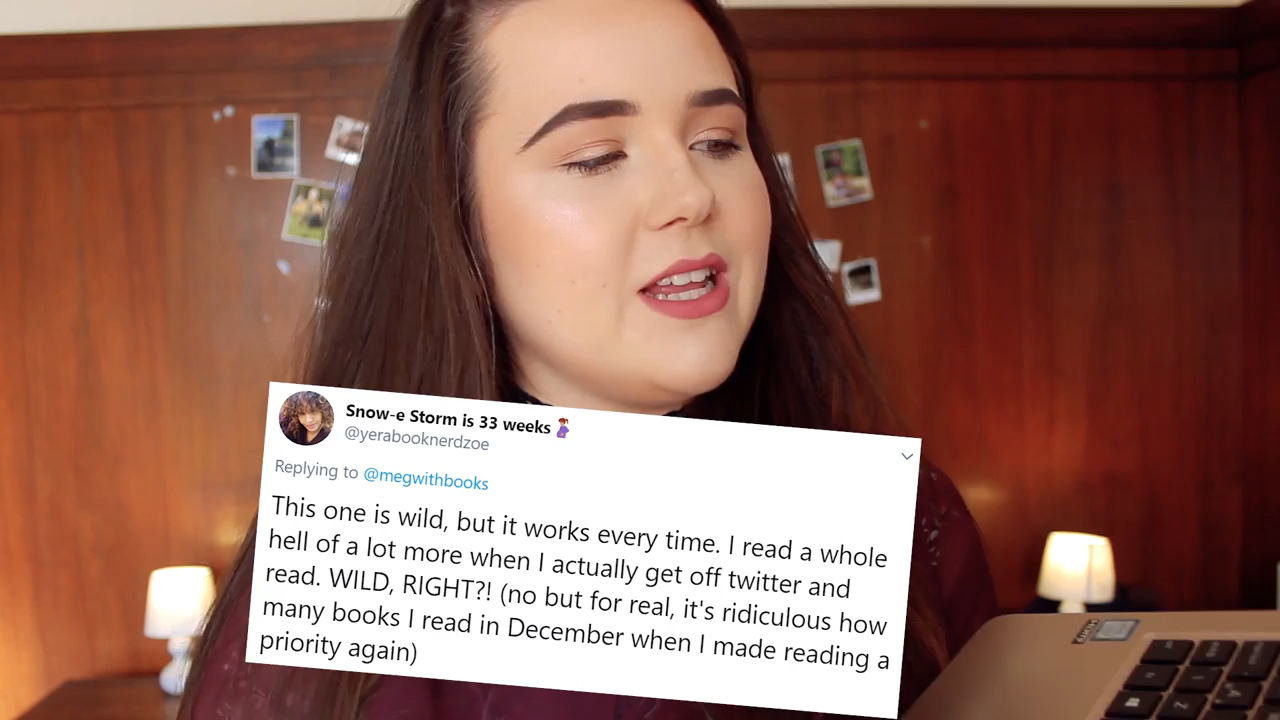 Snow-e Storm is 33 weeks🤰
@yerabooknerdzoe
Replying to @megwithbooks
This one is wild, but it works every time. I read a whole
hell of a lot more when I actually get off twitter and
read. WILD, RIGHT?! (no but for real, it's ridiculous how
many books I read in December when I made reading a
priority again)